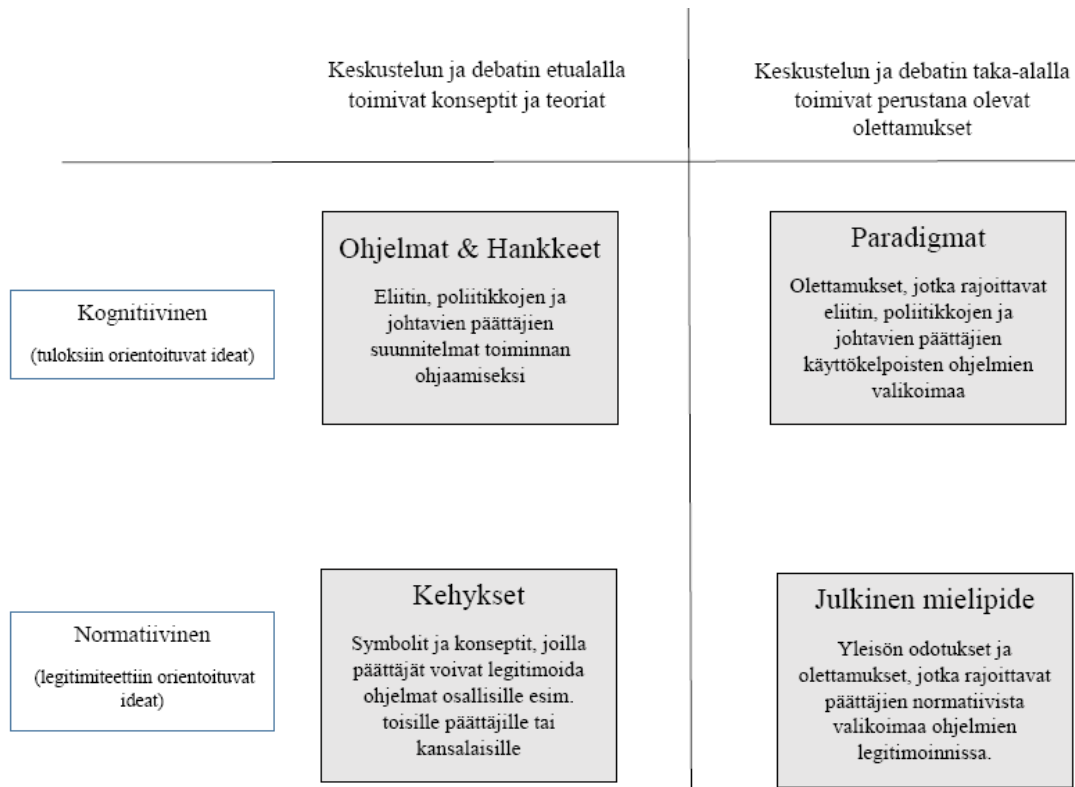 Keskustelun ja debatin etualalla
toimivat konseptit ja teoriat
Keskustelun ja debatin taka-alalla
toimivat perustana olevat
olettamukset
Kognitiivinen
(tuloksiin orientoituvat ideat)
Ohjelmat & Hankkeet
Eliitin, poliitikkojen ja
johtavien päättäjien
suunnitelmat toiminnan
ohjaamiseksi
Paradigmat
Olettamukset, jotka rajoittavat
eliitin, poliitikkojen ja
johtavien päättäjien
käyttökelpoisten ohjelmien
valikoimaa
Normatiivinen
(legitimiteettiin orientoituvat
ideat)
Kehykset
Symbolit ja konseptit, joilla
päättäjät voivat legitimoida
ohjelmat osallisille esim.
toisille päättäjille tai
kansalaisille
Julkinen mielipide
Yleisön odotukset ja
olettamukset, jotka rajoittavat
päättäjien normatiivista
valikoimaa ohjelmien
legitimoinnissa.